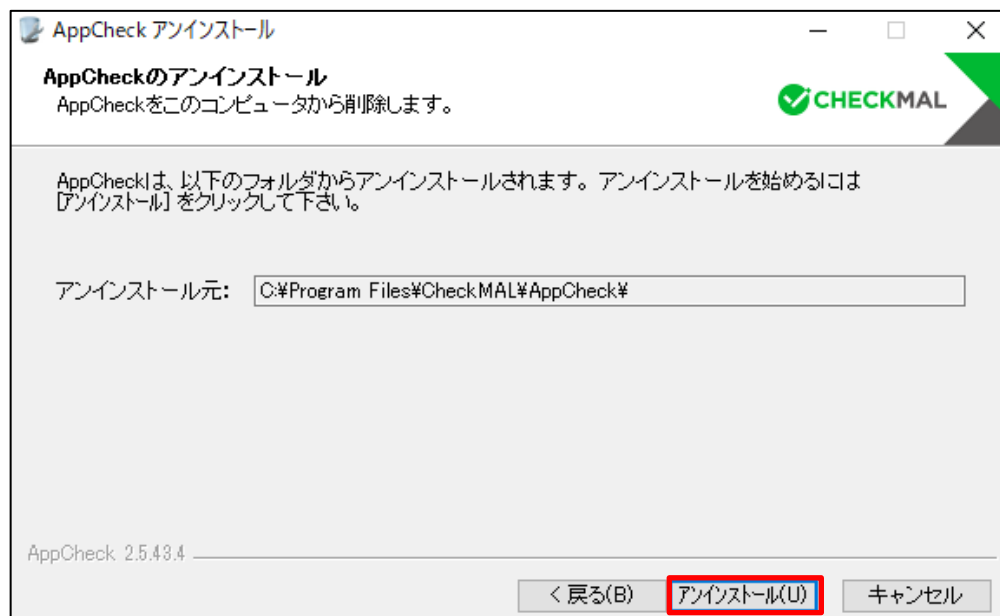 AppCheck アンインストール
AppCheckのアンインストール
AppCheckをこのコンピュータから削除します。
CHECKMAL
AppCheckは、以下のフォルダからアンインストールされます。アンインストールを始めるには
[アンインストール] をクリックして下さい。
アンインストール元: C:¥Program Files¥CheckMAL¥AppCheck¥
AppCheck 2.5.43.4
< 戻る(B) アンインストール(U) キャンセル